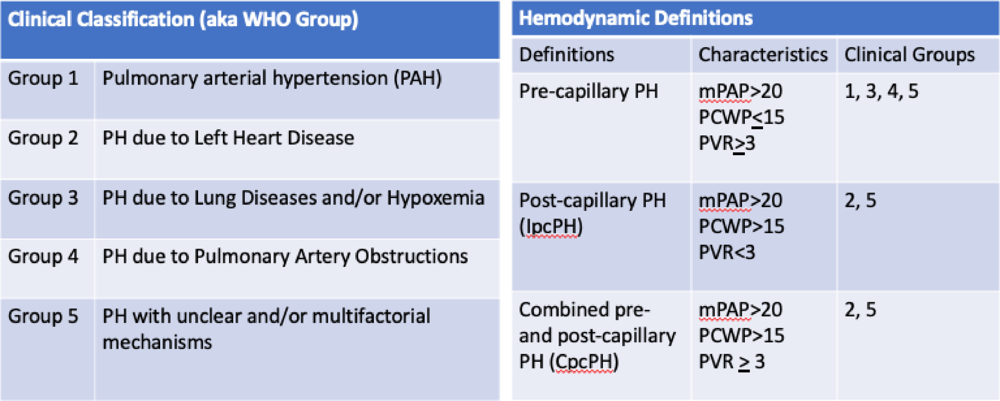 Clinical Classification (aka WHO Group)
Group 1 Pulmonary arterial hypertension (PAH)
Group 2 PH due to Left Heart Disease
Group 3 PH due to Lung Diseases and/or Hypoxemia
Group 4 PH due to Pulmonary Artery Obstructions
Group 5 PH with unclear and/or multifactorial
mechanisms
Hemodynamic Definitions
Definitions Characteristics Clinical Groups
Pre-capillary PH mPAP>20 1, 3, 4, 5
PCWP≤15
PVR≥3
Post-capillary PH mPAP>20 2, 5
(IpcPH) PCWP>15
PVR<3
Combined pre- mPAP>20 2, 5
and post-capillary PCWP>15
PH (CpcPH) PVR ≥ 3